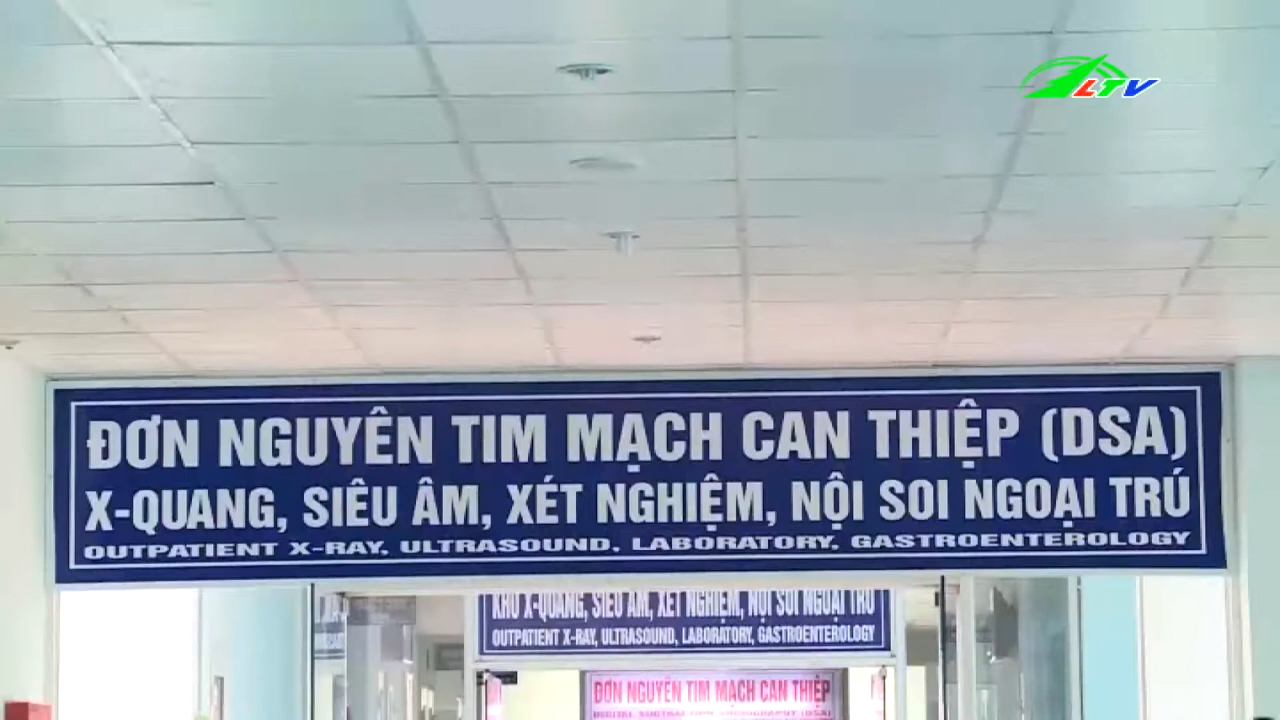 LTV
ĐƠN NGUYÊN TIM MẠCH CAN THIỆP (DSA)
X-QUANG, SIÊU ÂM, XÉT NGHIỆM, NỘI SOI NGOẠI TRÚ
OUTPATIENT X-RAY, ULTRASOUND, LABORATORY, GASTROENTEROLOGY
KHU X-QUANG, SIÊU ÂM, XÉT NGHIỆM, NỘI SOI NGOẠI TRÚ
OUTPATIENT X-RAY, ULTRASOUND, LABORATORY, GASTROENTEROLOGY
ĐƠN NGUYÊN TIM MẠCH CAN THIỆP